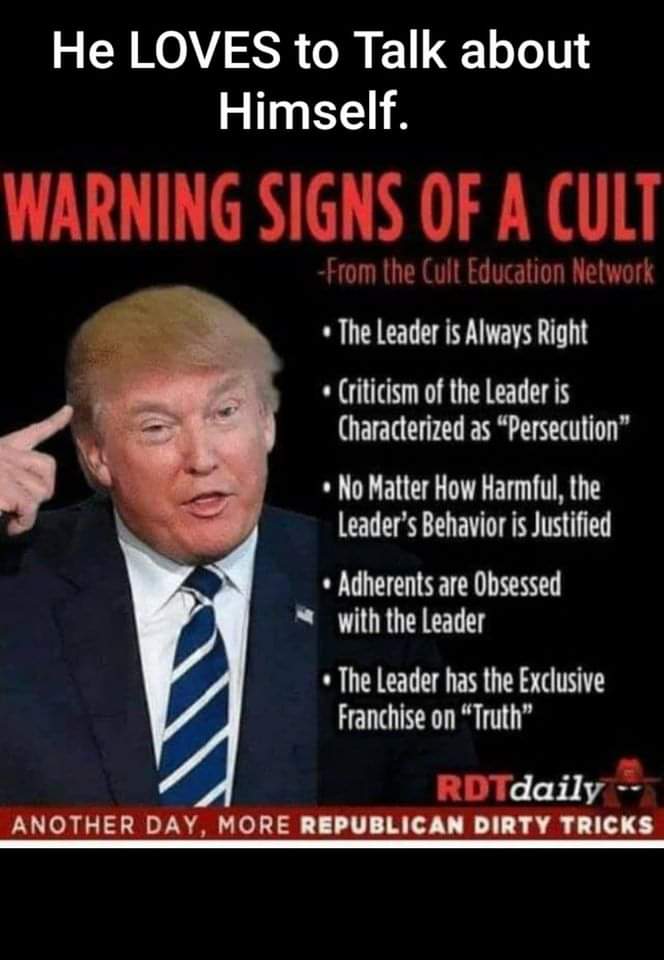 He LOVES to Talk about
Himself.
WARNING SIGNS OF A CULT
-From the Cult Education Network
• The Leader is Always Right
• Criticism of the Leader is
Characterized as “Persecution”
• No Matter How Harmful, the
Leader’s Behavior is Justified
• Adherents are Obsessed
with the Leader
• The Leader has the Exclusive
Franchise on “Truth”
RDTdaily
ANOTHER DAY, MORE REPUBLICAN DIRTY TRICKS